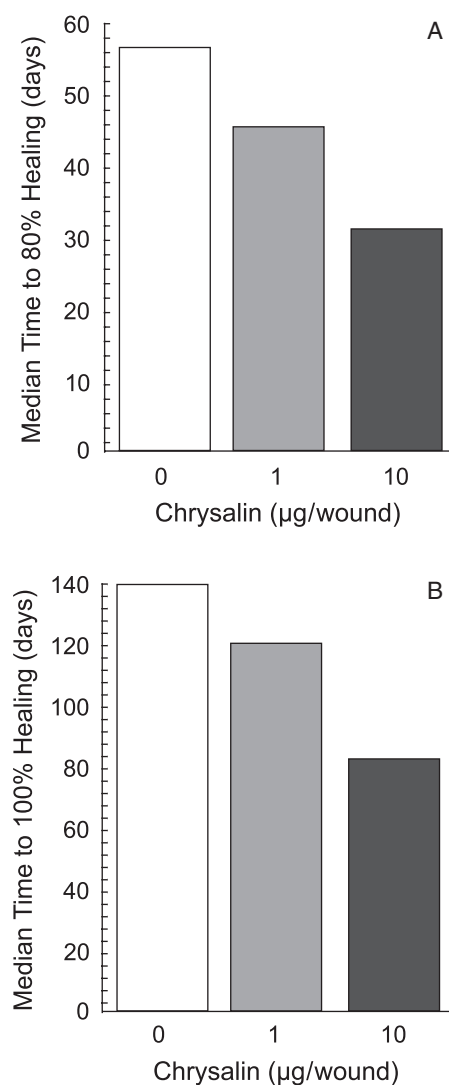 A
Median Time to 80% Healing (days)
60
50
40
30
20
10
0
0 1 10
Chrysalin (µg/wound)
B
Median Time to 100% Healing (days)
140
120
100
80
60
40
20
0
0 1 10
Chrysalin (µg/wound)